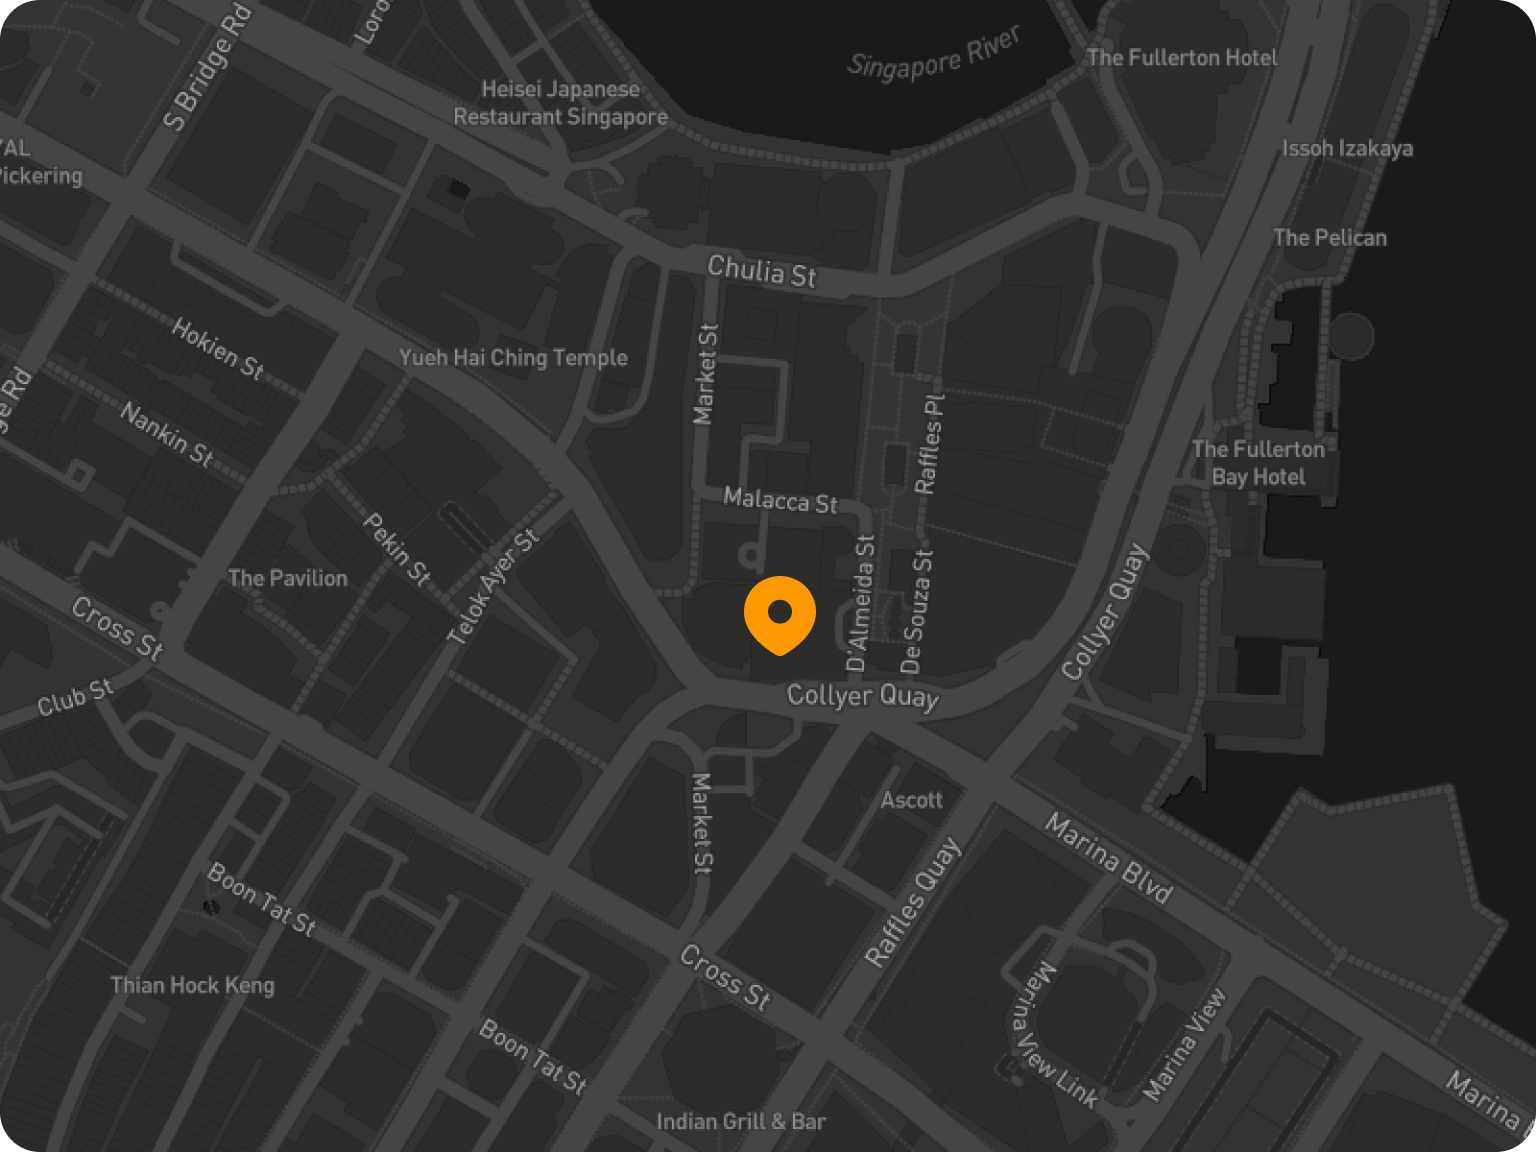 Loro
S Bridge Rd
Singapore River
The Fullerton Hotel
Heisei Japanese
Restaurant Singapore
Issoh Izakaya
YAL
Pickering
The Pelican
Chulia St
Hokien St
Yueh Hai Ching Temple
Market St
ge Rd
Nankin St
Raffles Pl
The Fullerton
Bay Hotel
Malacca St
Pekin St
Telok Ayer St
The Pavilion
D'Almeida St
De Souza St
Collyer Quay
Cross St
Club St
Collyer Quay
Market St
Ascott
Marina Blvd
Raffles Quay
Boon Tat St
Thian Hock Keng
Cross St
Marina View Link
Marina View
Boon Tat St
Marina
Indian Grill & Bar